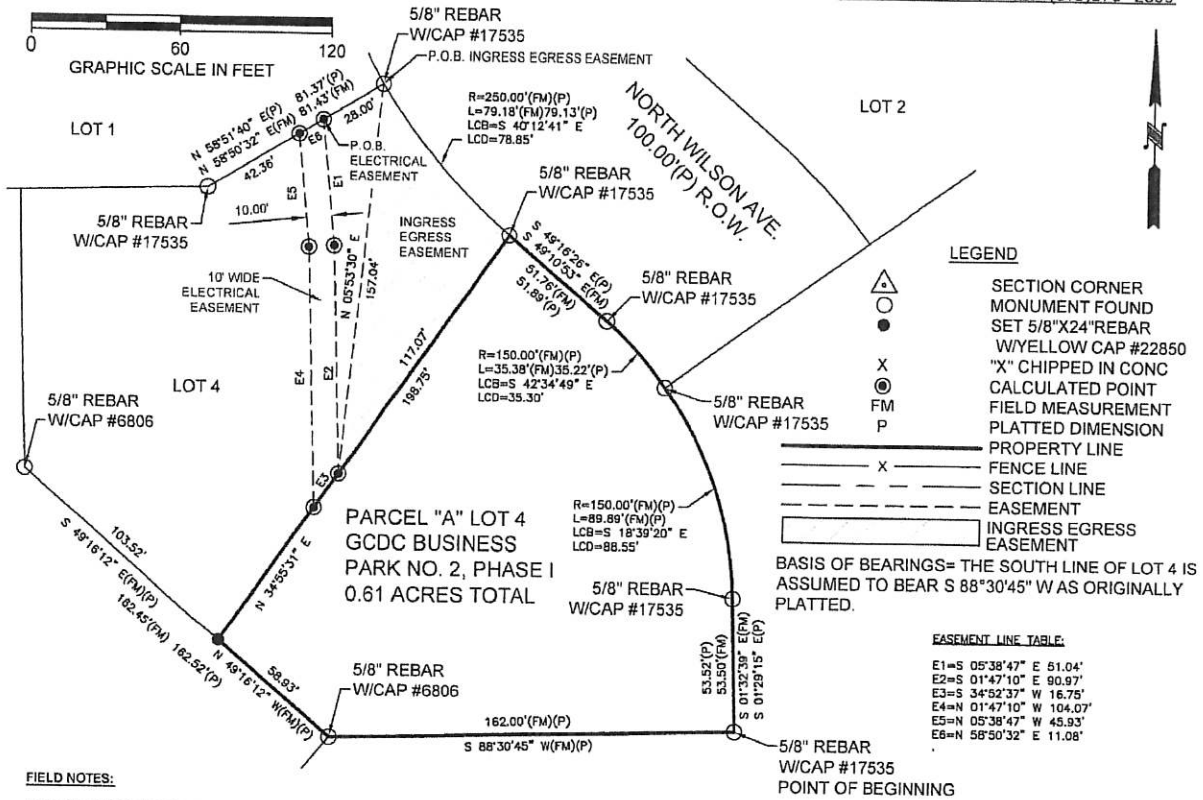 0 60 120
GRAPHIC SCALE IN FEET
5/8" REBAR
W/CAP #17535
P.O.B. INGRESS EGRESS EASEMENT
LOT 1
N 58°51'40" E(P) 81.37'(P)
N 58°50'32" E(FM) 81.43'(FM)
28.00'
42.36'
E6
P.O.B.
ELECTRICAL
EASEMENT
E5
E1
10.00'
5/8" REBAR
W/CAP #17535
R=250.00'(FM)(P)
L=79.18'(FM)79.13'(P)
LCB=S 40°12'41" E
LCD=78.85'
NORTH WILSON AVE.
100.00'(P) R.O.W.
LOT 2
N
5/8" REBAR
W/CAP #17535
INGRESS
EGRESS
EASEMENT
10' WIDE
ELECTRICAL
EASEMENT
N 05°53'30" E
157.04'
S 49°16'26" E(P)
S 49°10'53" E(FM)
51.76'(FM)
51.89'(P)
5/8" REBAR
W/CAP #17535
117.07'
198.75'
R=150.00'(FM)(P)
L=35.38'(FM)35.22'(P)
LCB=S 42°34'49" E
LCD=35.30'
LOT 4
E4
E2
E3
5/8" REBAR
W/CAP #6806
5/8" REBAR
W/CAP #17535
LEGEND
SECTION CORNER
MONUMENT FOUND
SET 5/8"X24"REBAR
W/YELLOW CAP #22850
X "X" CHIPPED IN CONC
CALCULATED POINT
FM FIELD MEASUREMENT
P PLATTED DIMENSION
PROPERTY LINE
X FENCE LINE
SECTION LINE
EASEMENT
INGRESS EGRESS
EASEMENT
103.52'
S 49°16'12" E(FM)(P)
162.45'(FM) 162.52'(P)
N 34°55'31" E
PARCEL "A" LOT 4
GCDC BUSINESS
PARK NO. 2, PHASE I
0.61 ACRES TOTAL
R=150.00'(FM)(P)
L=89.89'(FM)(P)
LCB=S 18°39'20" E
LCD=88.55'
5/8" REBAR
W/CAP #17535
BASIS OF BEARINGS= THE SOUTH LINE OF LOT 4 IS
ASSUMED TO BEAR S 88°30'45" W AS ORIGINALLY
PLATTED.
58.93'
N 49°16'12" W(FM)(P)
5/8" REBAR
W/CAP #6806
53.52'(P)
53.50'(FM)
S 01°32'39" E(FM)
S 01°29'15" E(P)
162.00'(FM)(P)
S 88°30'45" W(FM)(P)
5/8" REBAR
W/CAP #17535
POINT OF BEGINNING
EASEMENT LINE TABLE:
E1=S 05°38'47" E 51.04'
E2=S 01°47'10" E 90.97'
E3=S 34°52'37" W 16.75'
E4=N 01°47'10" W 104.07'
E5=N 05°38'47" W 45.93'
E6=N 58°50'32" E 11.08'
FIELD NOTES: